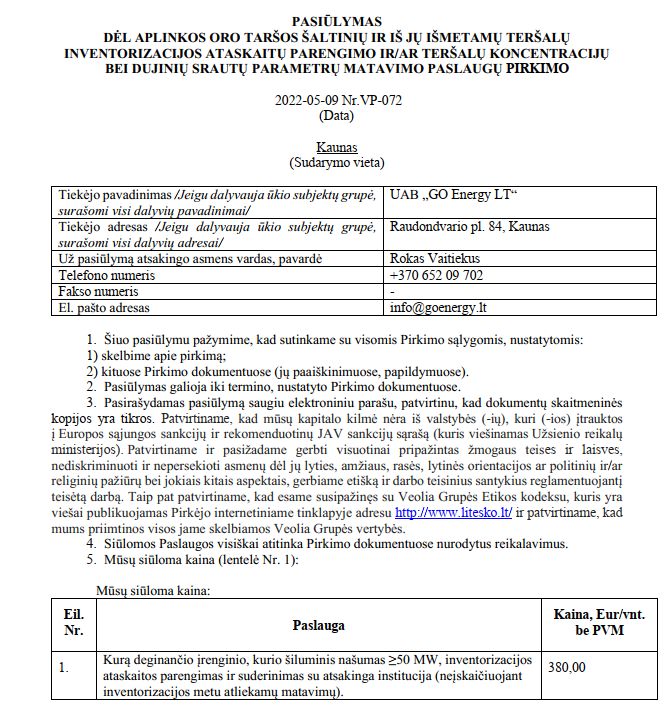 PASIŪLYMAS
DĖL APLINKOS ORO TARŠOS ŠALTINIŲ IR IŠ JŲ IŠMETAMŲ TERŠALŲ
INVENTORIZACIJOS ATASKAITŲ PARENGIMO IR/AR TERŠALŲ KONCENTRACIJŲ
BEI DUJINIŲ SRAUTŲ PARAMETRŲ MATAVIMO PASLAUGŲ PIRKIMO
2022-05-09 Nr.VP-072
(Data)
Kaunas
(Sudarymo vieta)
Tiekėjo pavadinimas /Jeigu dalyvauja ūkio subjektų grupė,
surašomi visi dalyvių pavadinimai/
UAB „GO Energy LT“
Tiekėjo adresas /Jeigu dalyvauja ūkio subjektų grupė,
surašomi visi dalyvių adresai/
Raudondvario pl. 84, Kaunas
Už pasiūlymą atsakingo asmens vardas, pavardė
Rokas Vaitiekus
Telefono numeris
+370 652 09 702
Fakso numeris
-
El. pašto adresas
info@goenergy.lt
1. Šiuo pasiūlymu pažymime, kad sutinkame su visomis Pirkimo sąlygomis, nustatytomis:
1) skelbime apie pirkimą;
2) kituose Pirkimo dokumentuose (jų paaiškinimuose, papildymuose).
2. Pasiūlymas galioja iki termino, nustatyto Pirkimo dokumentuose.
3. Pasirašydamas pasiūlymą saugiu elektroniniu parašu, patvirtinu, kad dokumentų skaitmeninės
kopijos yra tikros. Patvirtiname, kad mūsų kapitalo kilmė nėra iš valstybės (-ių), kuri (-ios) įtrauktos
į Europos sąjungos sankcijų ir rekomenduotinų JAV sankcijų sąrašą (kuris viešinamas Užsienio reikalų
ministerijos). Patvirtiname ir pasižadame gerbti visuotinai pripažintas žmogaus teises ir laisves,
nediskriminuoti ir nepersekioti asmenų dėl jų lyties, amžiaus, rasės, lytinės orientacijos ar politinių ir/ar
religinių pažiūrų bei jokiais kitais aspektais, gerbiame etišką ir darbo teisinius santykius reglamentuojantį
teisėtą darbą. Taip pat patvirtiname, kad esame susipažinęs su Veolia Grupės Etikos kodeksu, kuris yra
viešai publikuojamas Pirkėjo internetiniame tinklapyje adresu http://www.litesko.lt/ ir patvirtiname, kad
mums priimtinos visos jame skelbiamos Veolia Grupės vertybės.
4. Siūlomos Paslaugos visiškai atitinka Pirkimo dokumentuose nurodytus reikalavimus.
5. Mūsų siūloma kaina (lentelė Nr. 1):
Mūsų siūloma kaina:
Eil.
Nr.
Paslauga
Kaina, Eur/vnt.
be PVM
1.
Kurą deginančio įrenginio, kurio šiluminis našumas ≥50 MW, inventorizacijos
ataskaitos parengimas ir suderinimas su atsakinga institucija (neįskaičiuojant
inventorizacijos metu atliekamų matavimų).
380,00